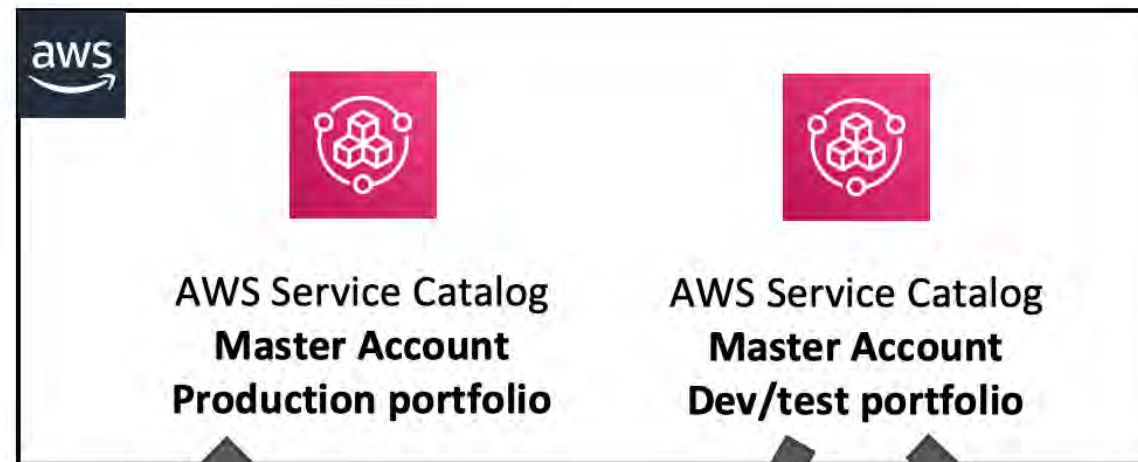 aws
AWS Service Catalog
Master Account
Production portfolio
AWS Service Catalog
Master Account
Dev/test portfolio